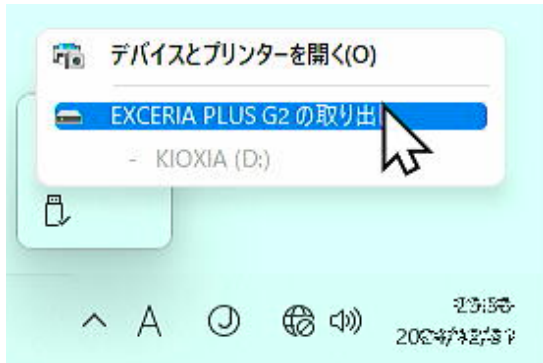 デバイスとプリンターを開く(O)
EXCERIA PLUS G2 の取り出
- KIOXIA (D:)
A